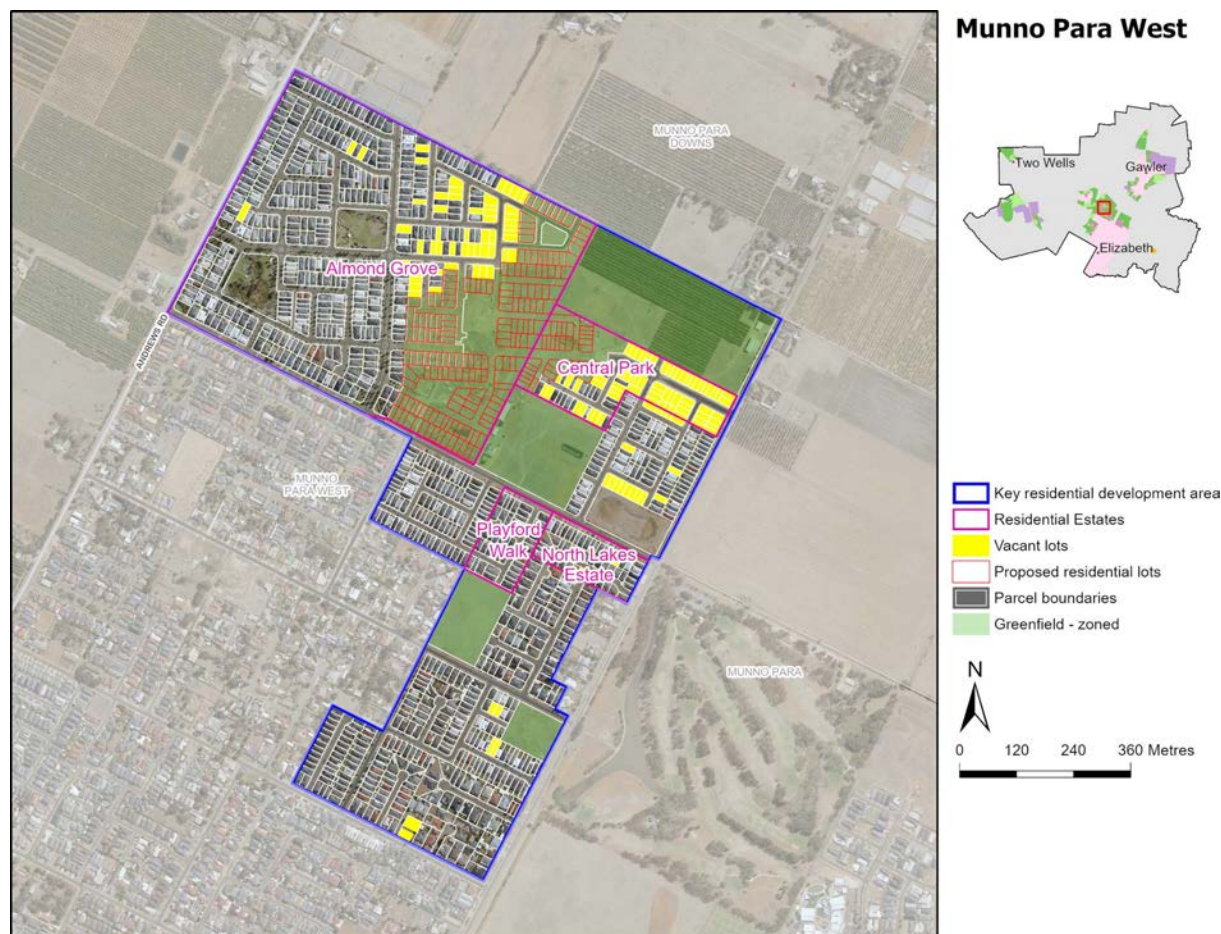 Munno Para West
MUNNO PARA
DOWNS
Two Wells
Gawler
Elizabeth
Almond Grove
ANDREWS RD
Central Park
MUNNO
PARA WEST
Playford
Walk
North Lakes
Estate
MUNNO PARA
Key residential development area
Residential Estates
Vacant lots
Proposed residential lots
Parcel boundaries
Greenfield - zoned
N
0 120 240 360 Metres